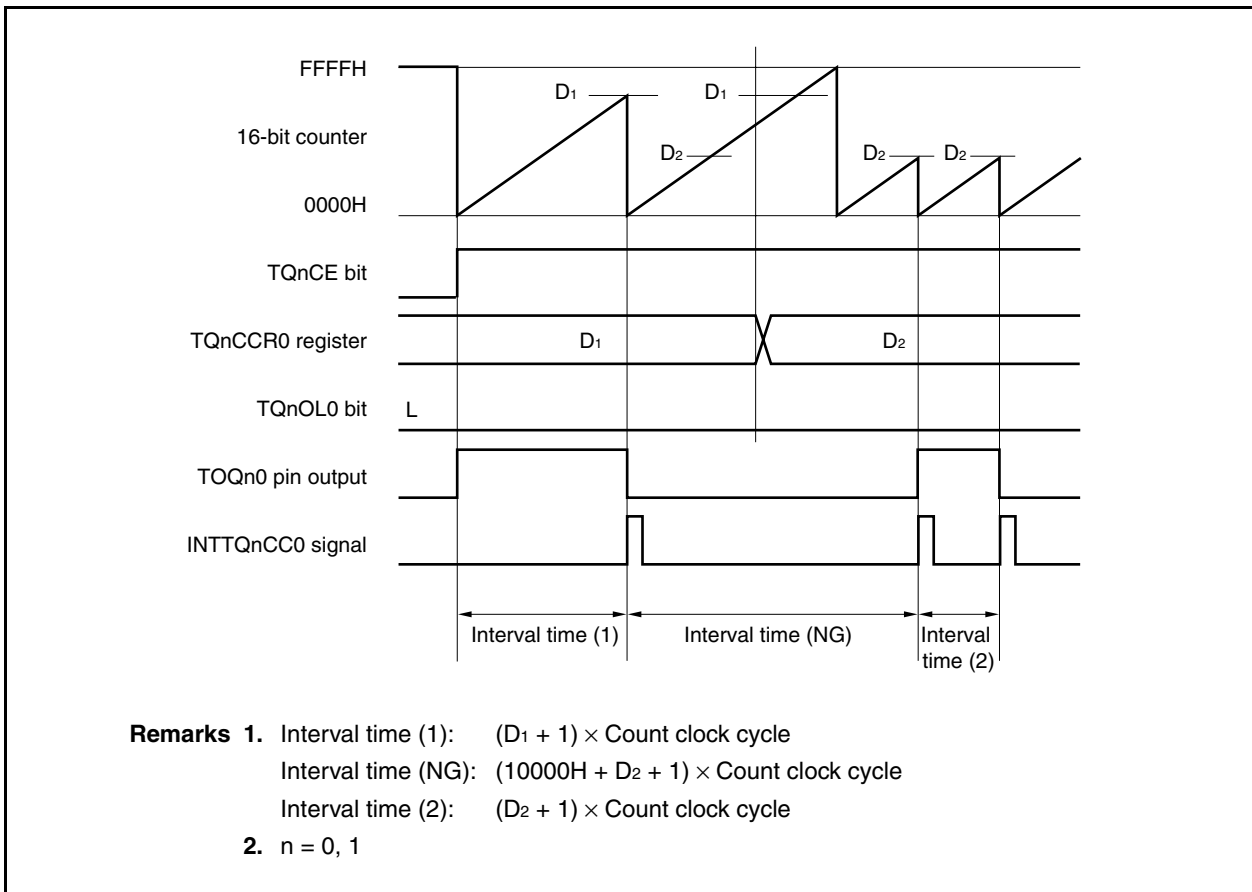 FFFFH
D1
D1
16-bit counter
D2
D2
D2
0000H
TQnCE bit
TQnCCR0 register
D1
D2
TQnOL0 bit
L
TOQn0 pin output
INTTQnCC0 signal
Interval time (1)
Interval time (NG)
Interval
time (2)
Remarks 1. Interval time (1): (D1 + 1) × Count clock cycle
Interval time (NG): (10000H + D2 + 1) × Count clock cycle
Interval time (2): (D2 + 1) × Count clock cycle
2. n = 0, 1